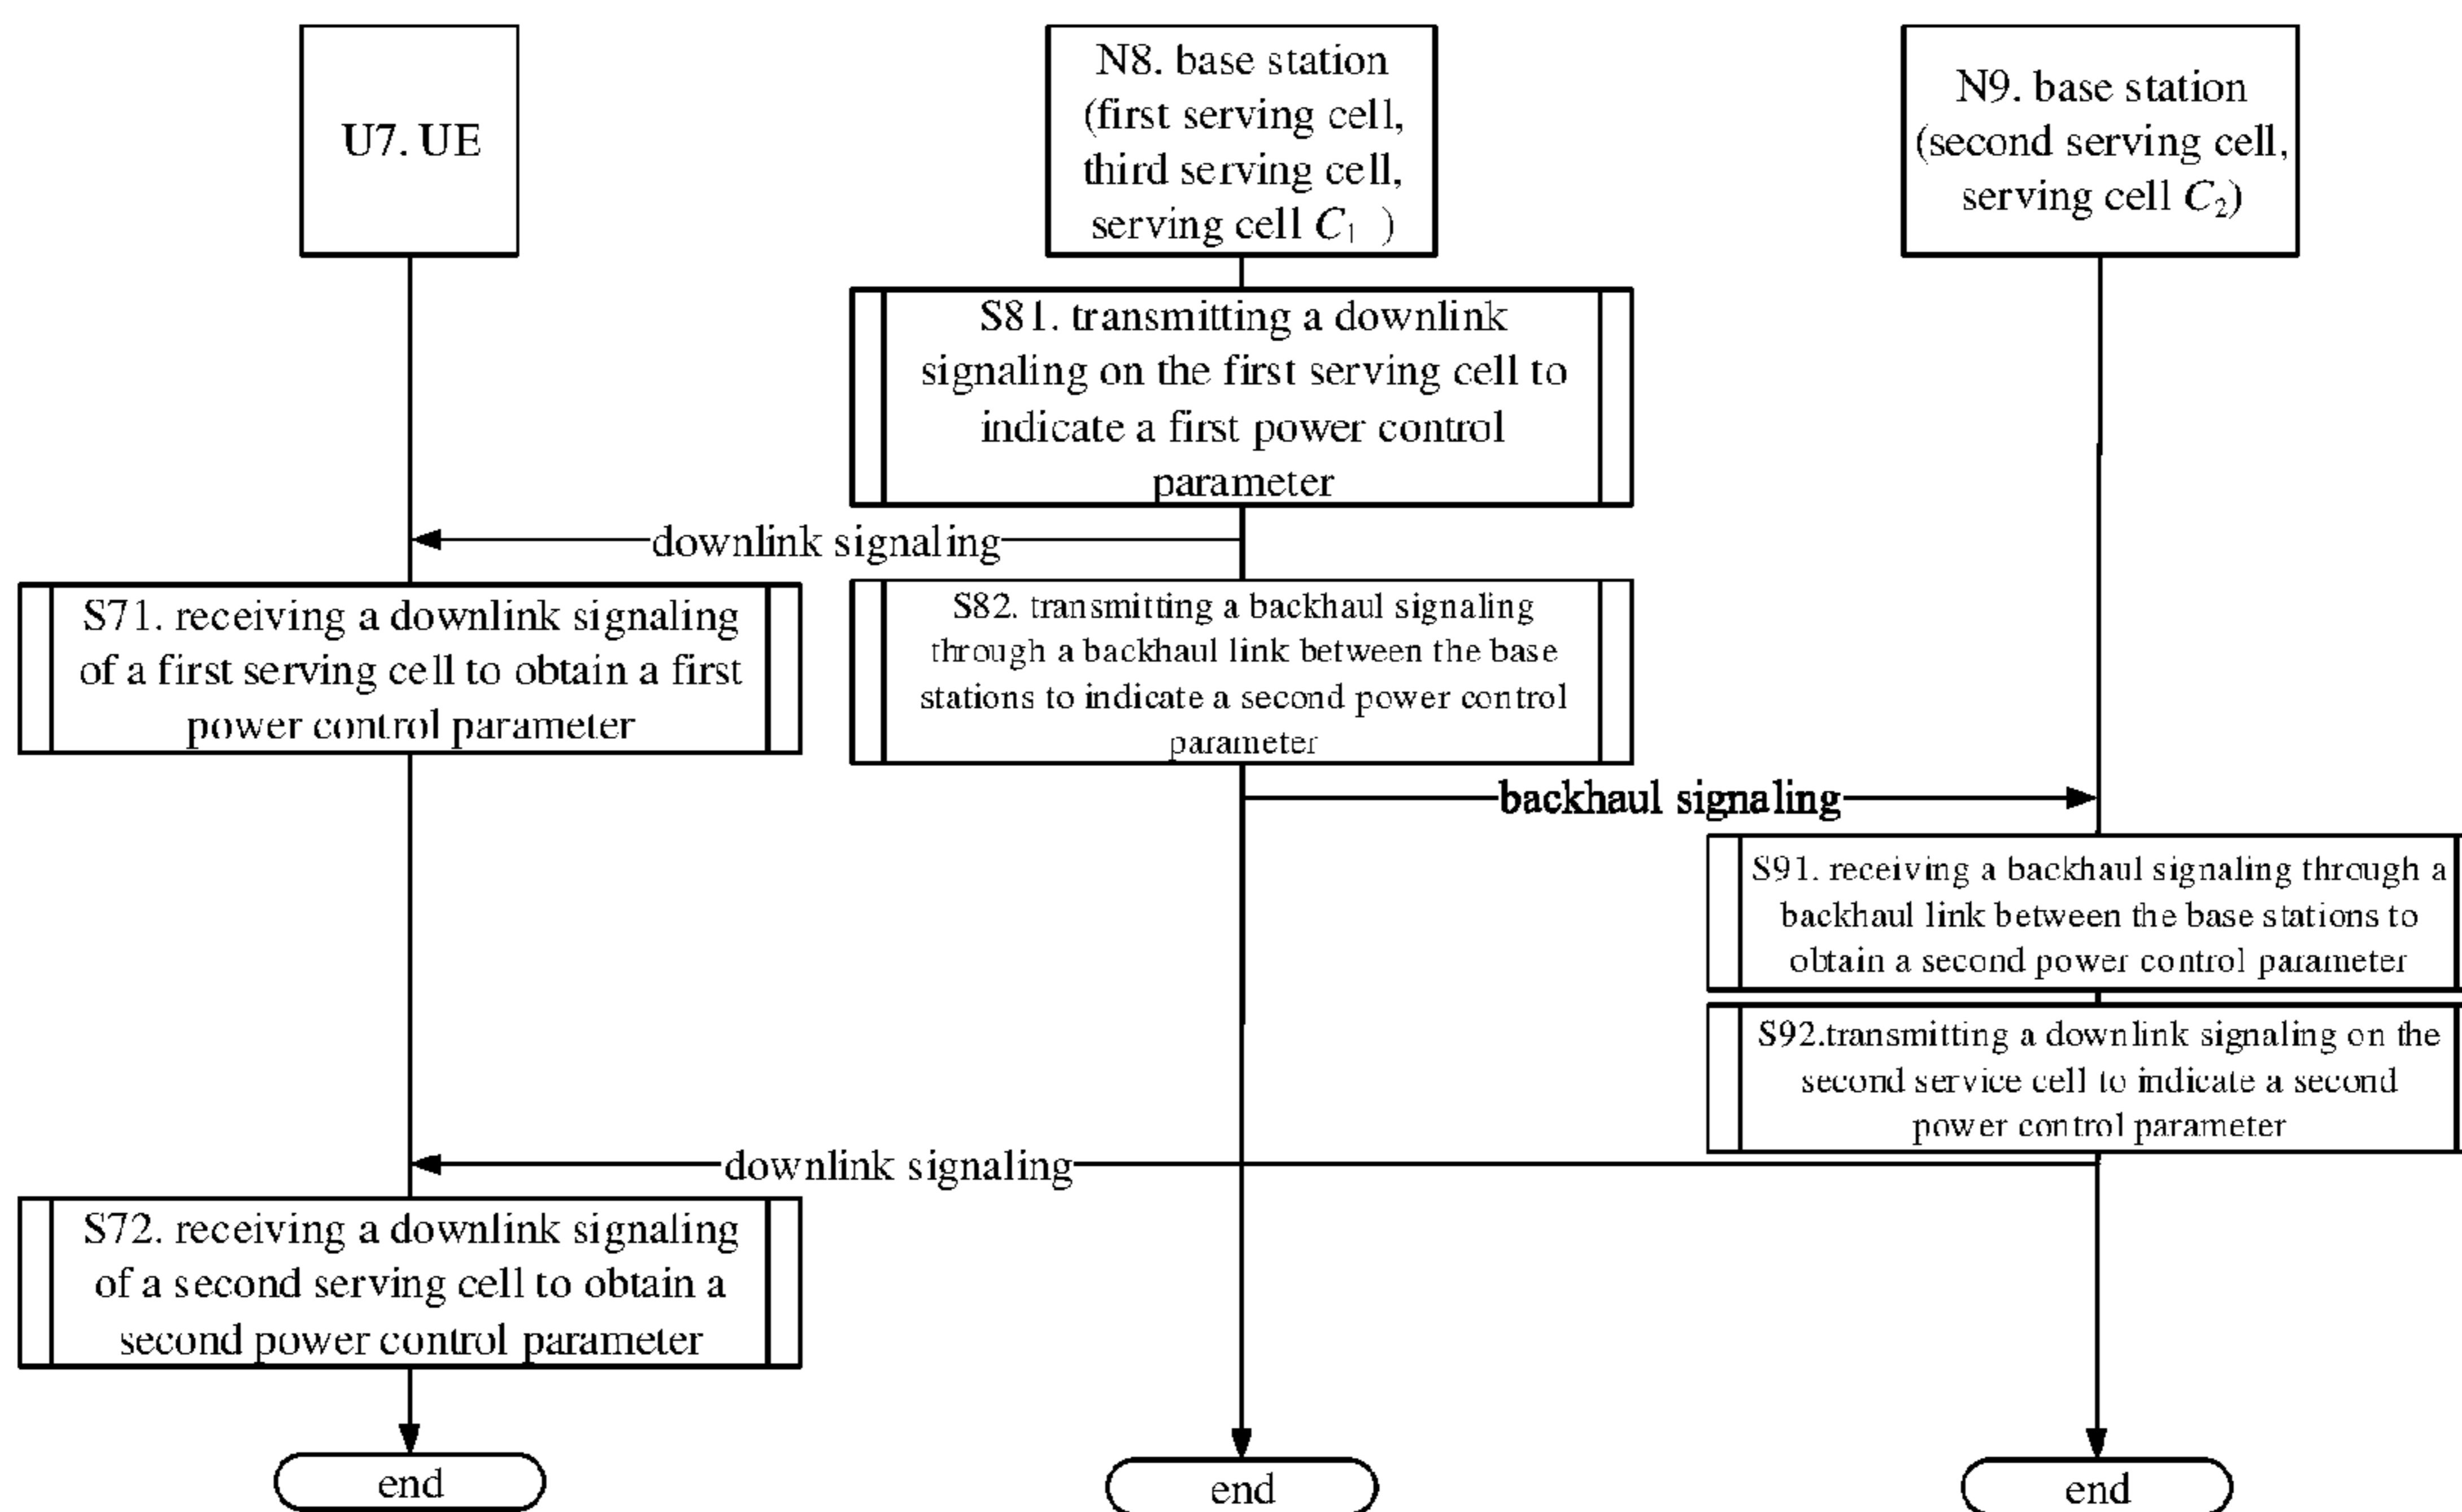 U7. UE
N8. base station
(first serving cell,
third serving cell,
serving cell C₁ )
N9. base station
(second serving cell,
serving cell C₂)
S81. transmitting a downlink
signaling on the first serving cell to
indicate a first power control
parameter
downlink signaling
S71. receiving a downlink signaling
of a first serving cell to obtain a first
power control parameter
S82. transmitting a backhaul signaling
through a backhaul link between the base
stations to indicate a second power control
parameter
backhaul signaling
S91. receiving a backhaul signaling through a
backhaul link between the base stations to
obtain a second power control parameter
S92.transmitting a downlink signaling on the
second service cell to indicate a second
power control parameter
downlink signaling
S72. receiving a downlink signaling
of a second serving cell to obtain a
second power control parameter
end
end
end